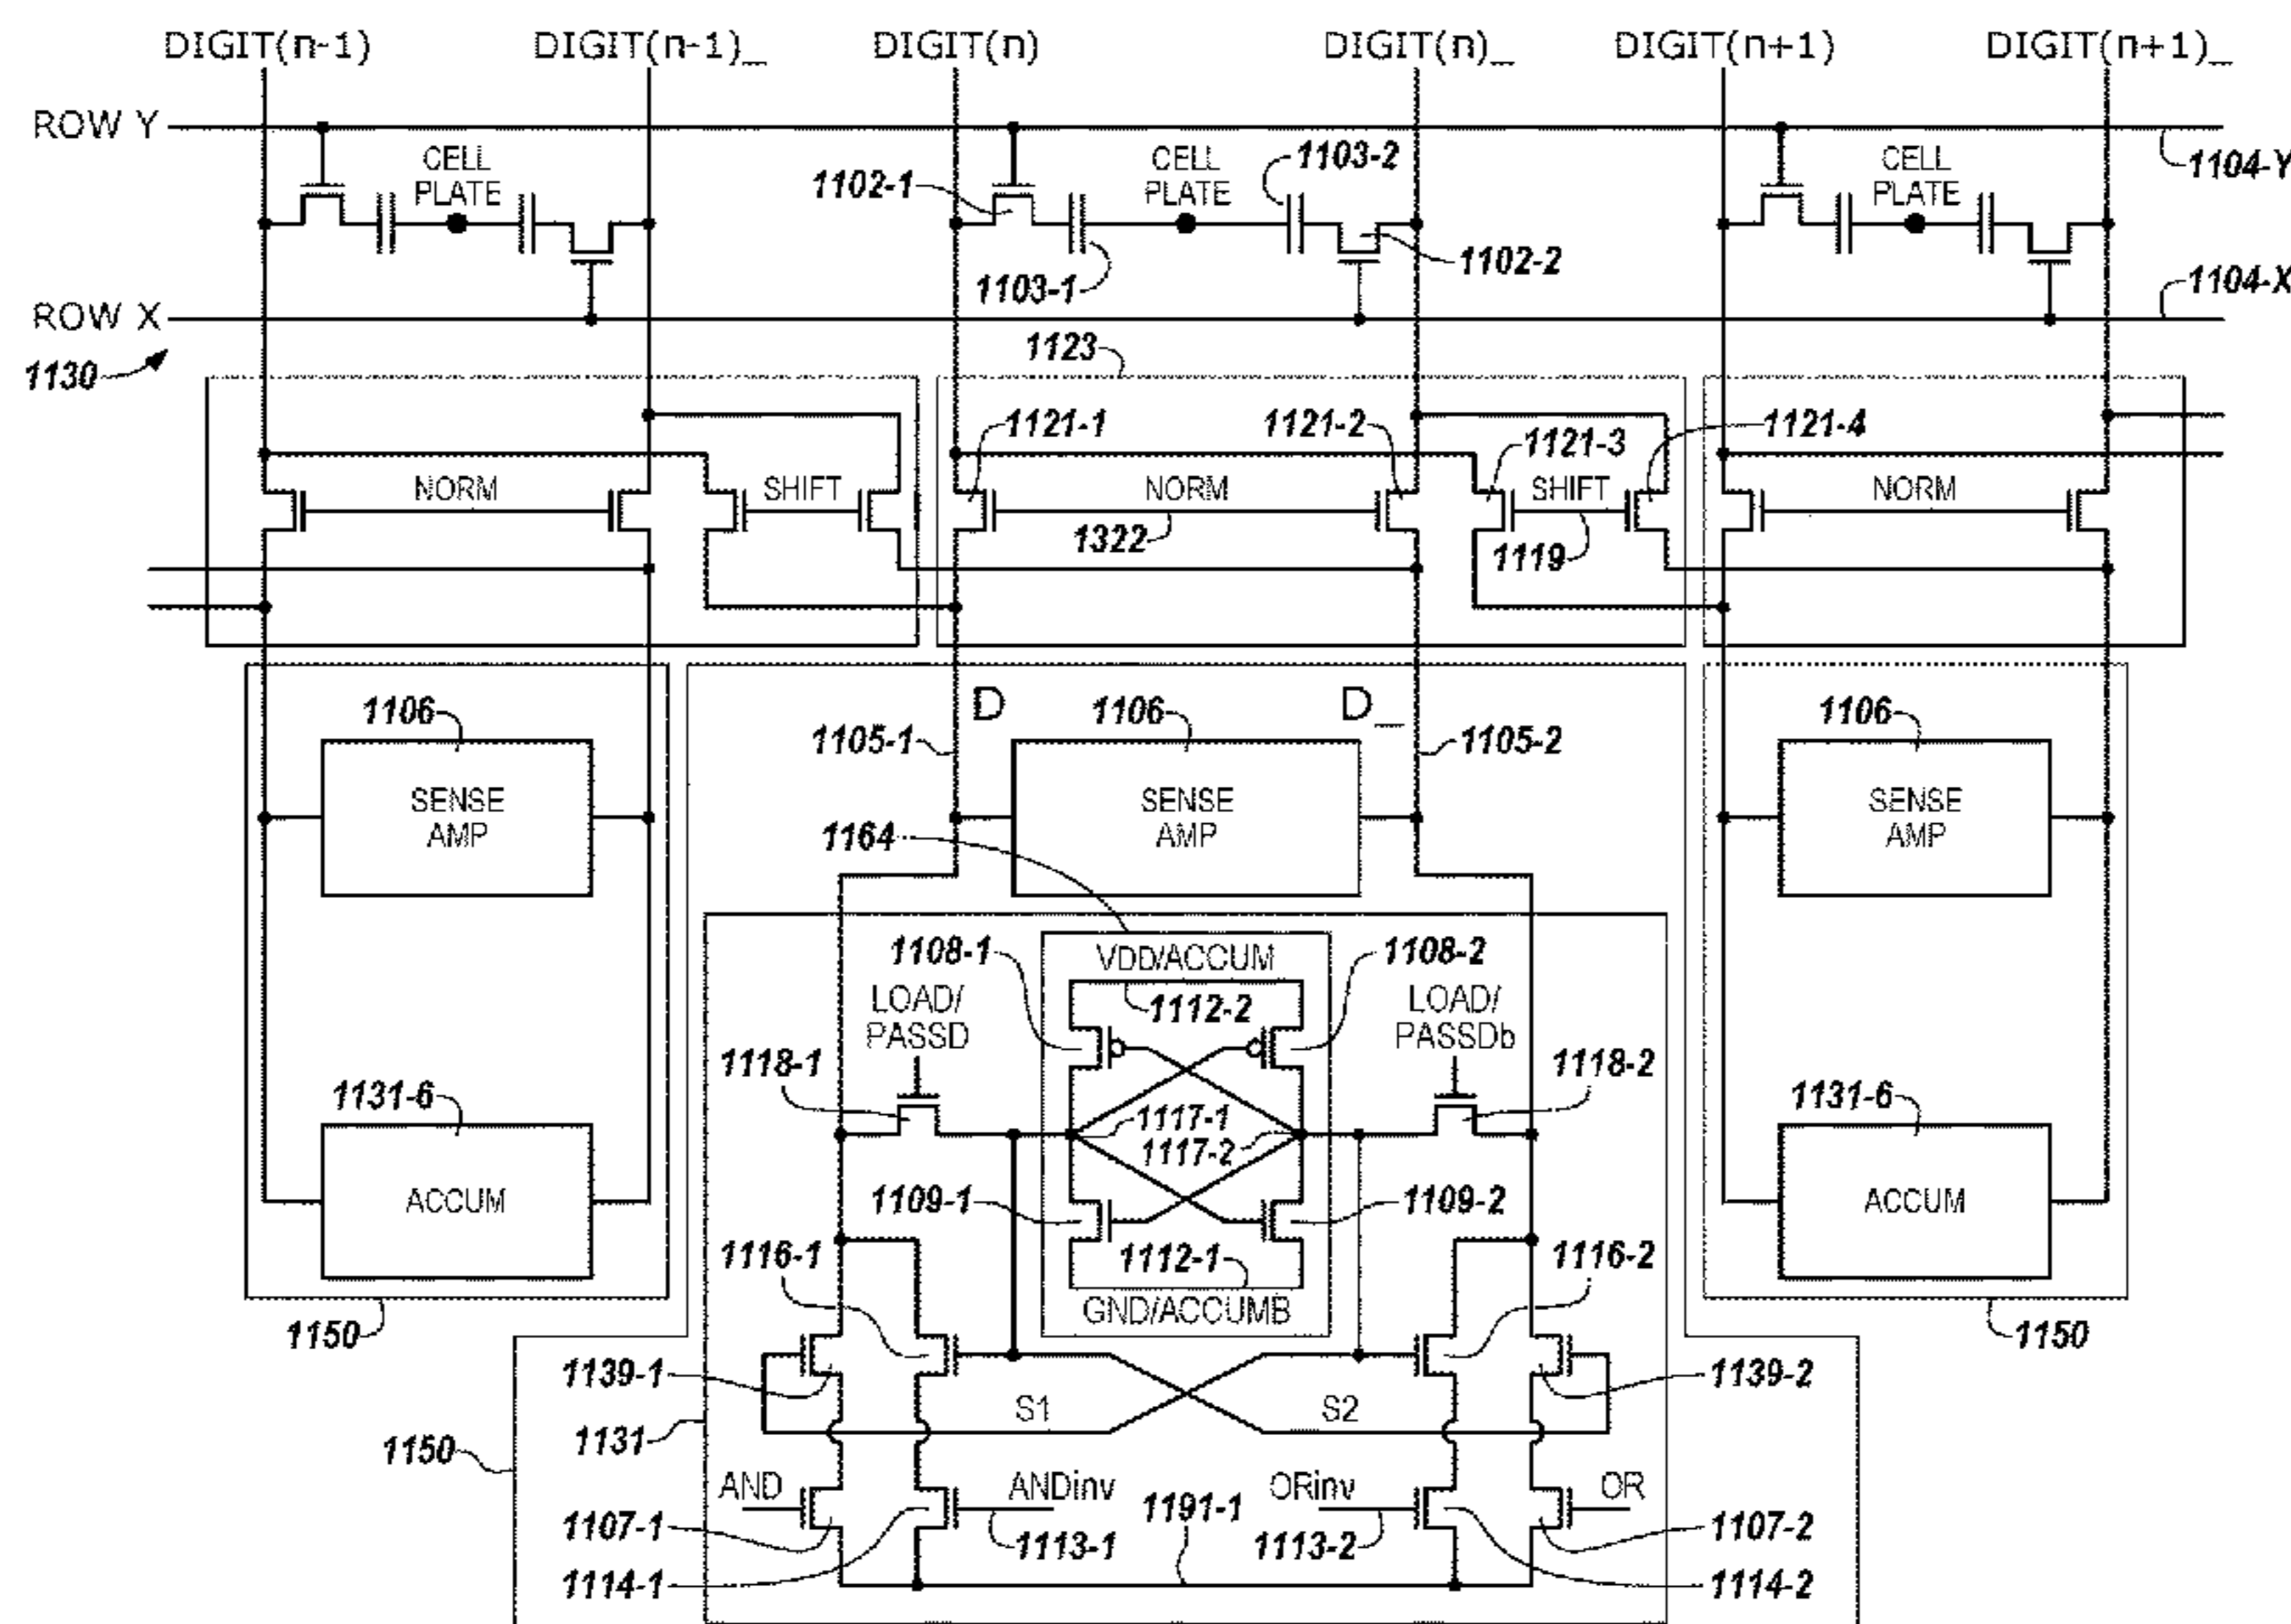 DIGIT(n-1) DIGIT(n-1)_ DIGIT(n) DIGIT(n)_ DIGIT(n+1) DIGIT(n+1)_
ROW Y
CELL PLATE
1102-1
CELL PLATE
1103-2
CELL PLATE
1104-Y
1103-1
1102-2
ROW X
1104-X
1130
1123
1121-1 1121-2 1121-3 1121-4
NORM SHIFT NORM SHIFT NORM
1322 1119
D D_
1106 1106 1106
1105-1 1105-2
SENSE AMP
SENSE AMP
SENSE AMP
1164
1108-1 VDD/ACCUM 1108-2
LOAD/ PASSD
1112-2
LOAD/ PASSDb
1118-1 1118-2
1131-6 1117-1 1131-6
1117-2
ACCUM 1109-1 1109-2 ACCUM
1116-1 1112-1 1116-2
GND/ACCUMB
1150 1150
1139-1 1139-2
S1 S2
1131
1150
AND ANDinv ORinv OR
1191-1
1107-1 1113-1 1113-2 1107-2
1114-1 1114-2